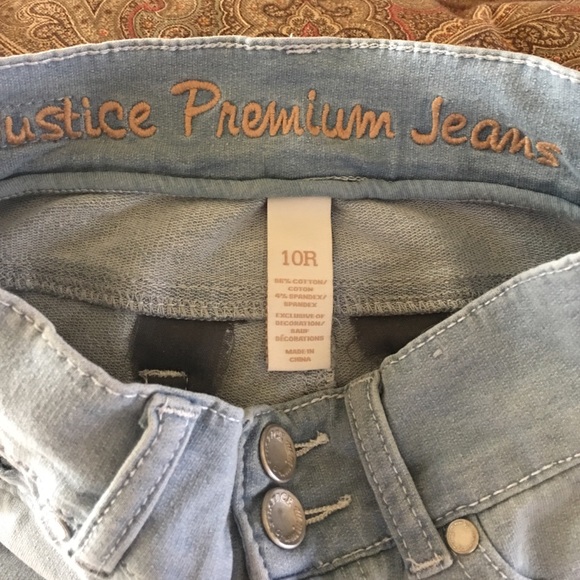 ustice Premium Jeans
10R
96% COTTON/
COTON
4% SPANDEX/
SPANDEX
EXCLUSIVE OF
DECORATION/
SAUF
DÉCORATIONS
MADE IN
CHINA